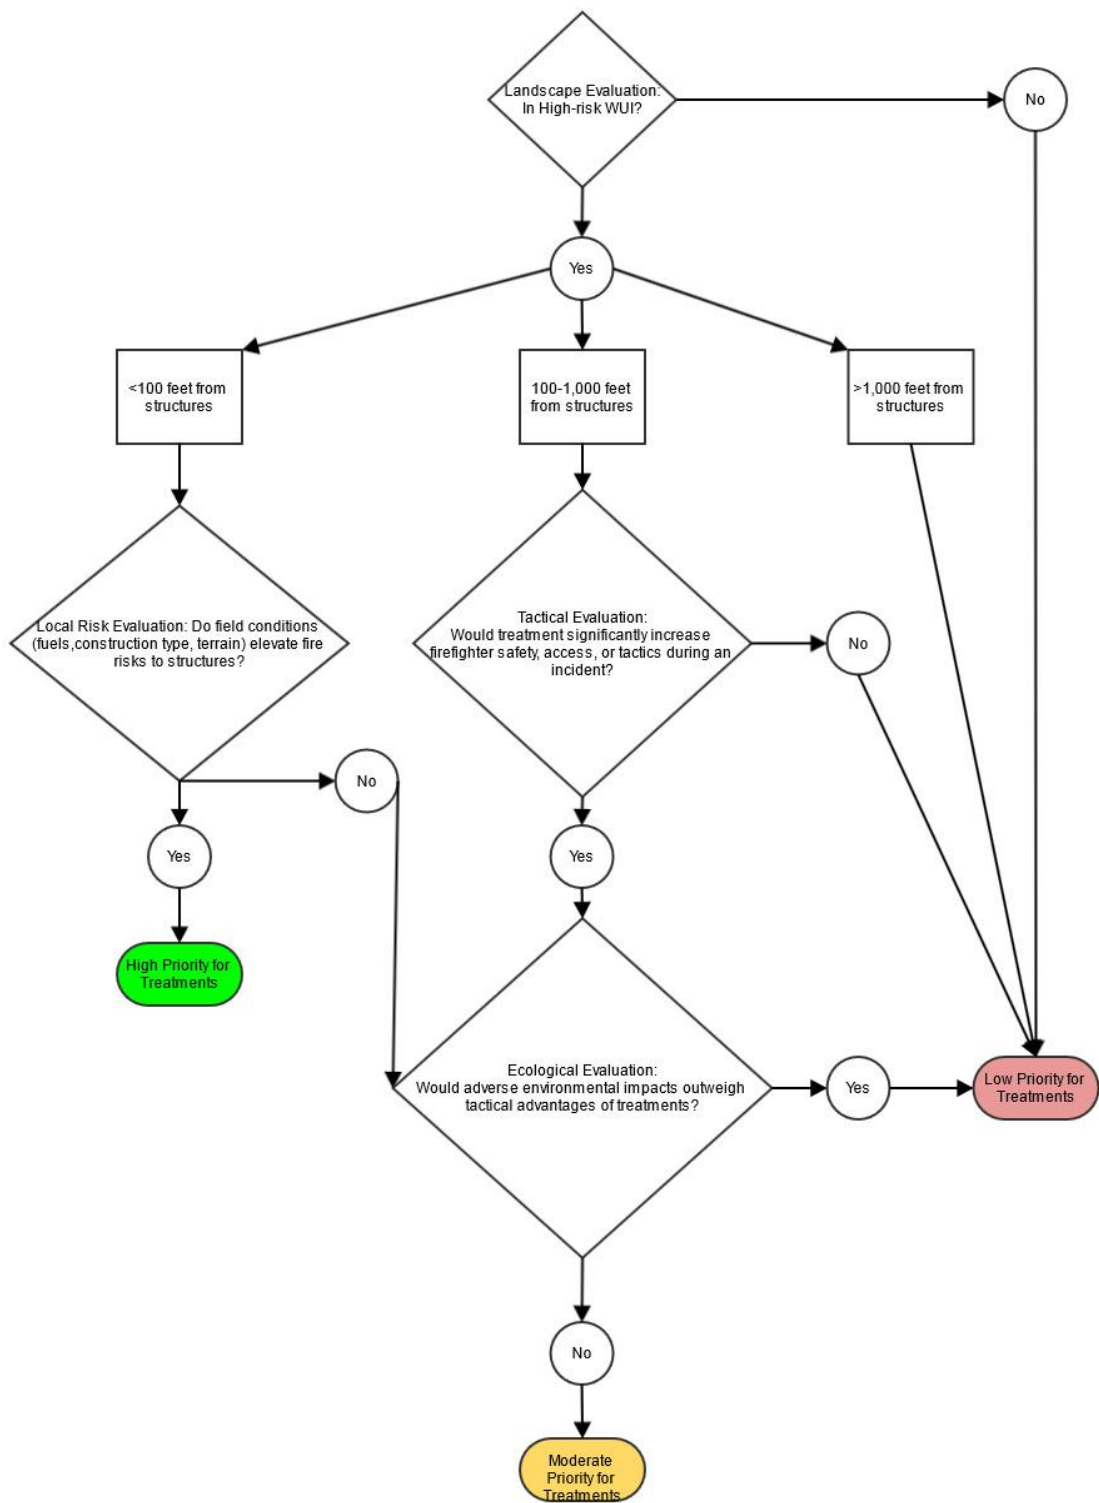 Landscape Evaluation:
In High-risk WUI?
No
Yes
<100 feet from
structures
100-1,000 feet
from structures
>1,000 feet from
structures
Local Risk Evaluation: Do field conditions
(fuels,construction type, terrain) elevate fire
risks to structures?
Tactical Evaluation:
Would treatment significantly increase
firefighter safety, access, or tactics during an
incident?
No
No
Yes
Yes
High Priority for
Treatments
Ecological Evaluation:
Would adverse environmental impacts outweigh
tactical advantages of treatments?
Yes
Low Priority for
Treatments
No
Moderate
Priority for
Treatments